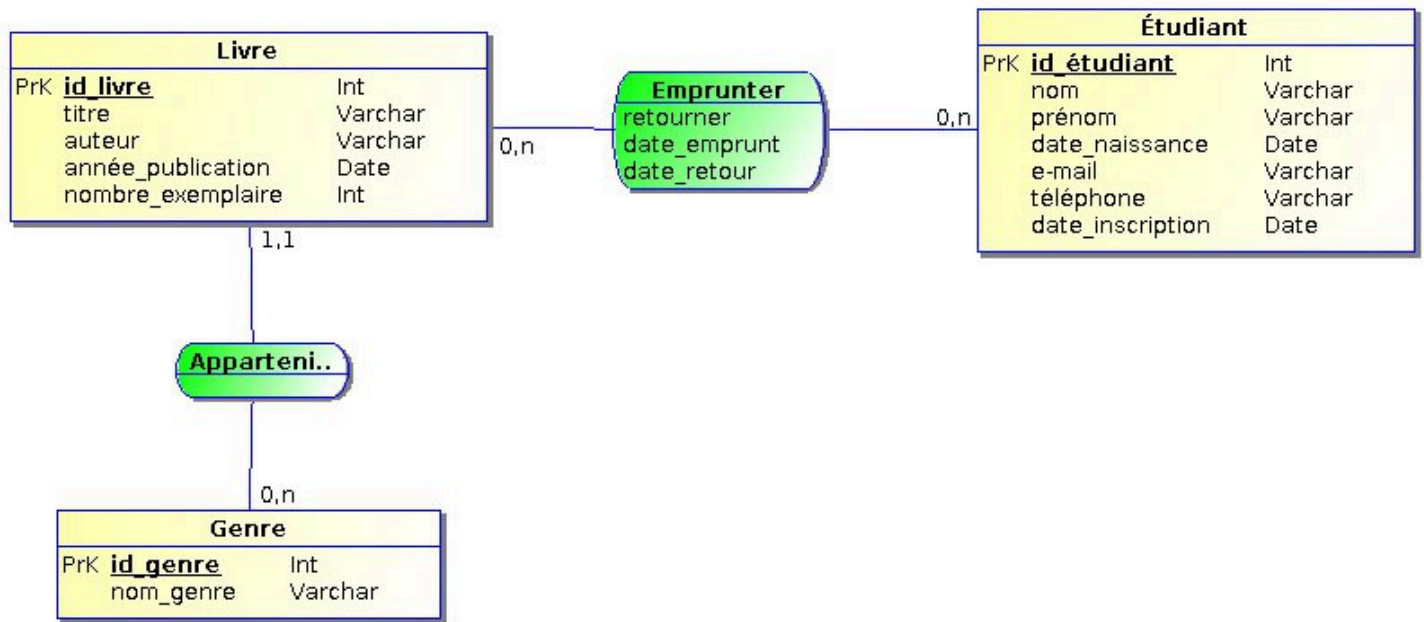 Livre
PrK id_livre Int
titre Varchar
auteur Varchar
année_publication Date
nombre_exemplaire Int
0,n
Emprunter
retourner
date_emprunt
date_retour
0,n
Étudiant
PrK id_étudiant Int
nom Varchar
prénom Varchar
date_naissance Date
e-mail Varchar
téléphone Varchar
date_inscription Date
1,1
Apparteni..
0,n
Genre
PrK id_genre Int
nom_genre Varchar